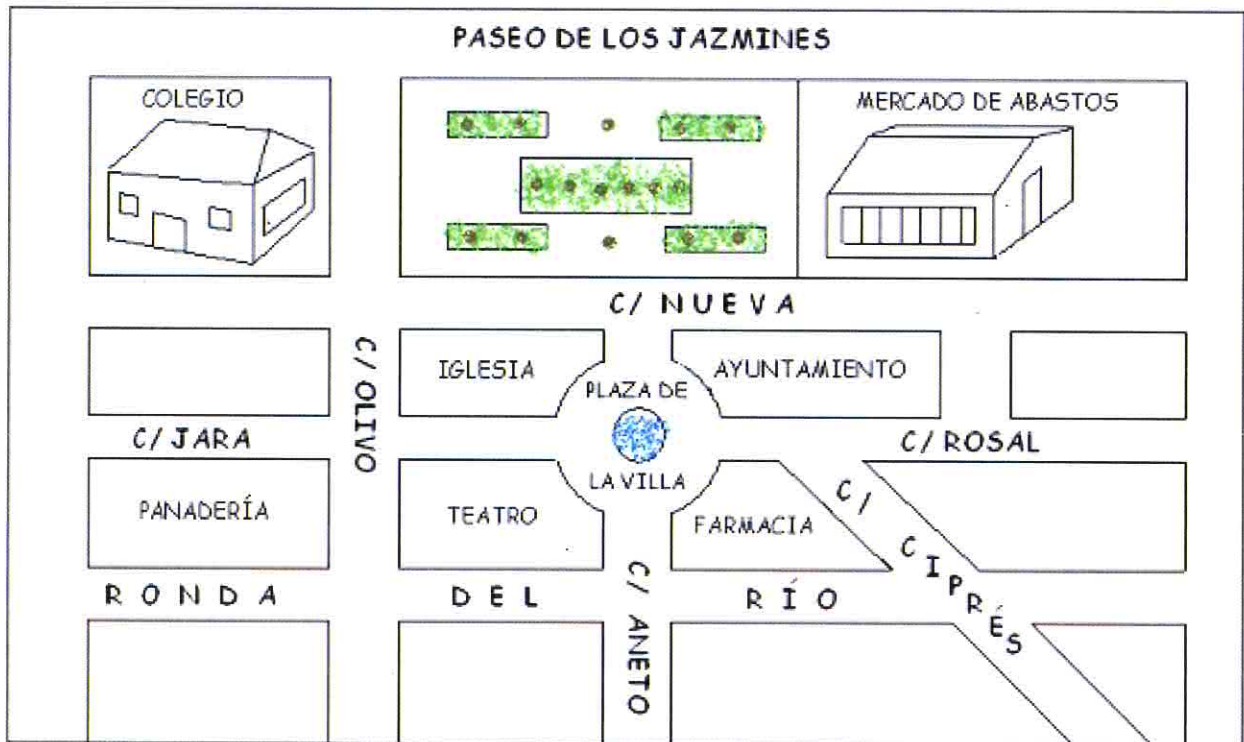 PASEO DE LOS JAZMINES
COLEGIO
MERCADO DE ABASTOS
C/ NUEVA
C/ OLIVO
IGLESIA
PLAZA DE
LA VILLA
AYUNTAMIENTO
C/ JARA
C/ ROSAL
PANADERÍA
TEATRO
FARMACIA
C/ CIPRÉS
RONDA DEL RÍO
C/ ANETO